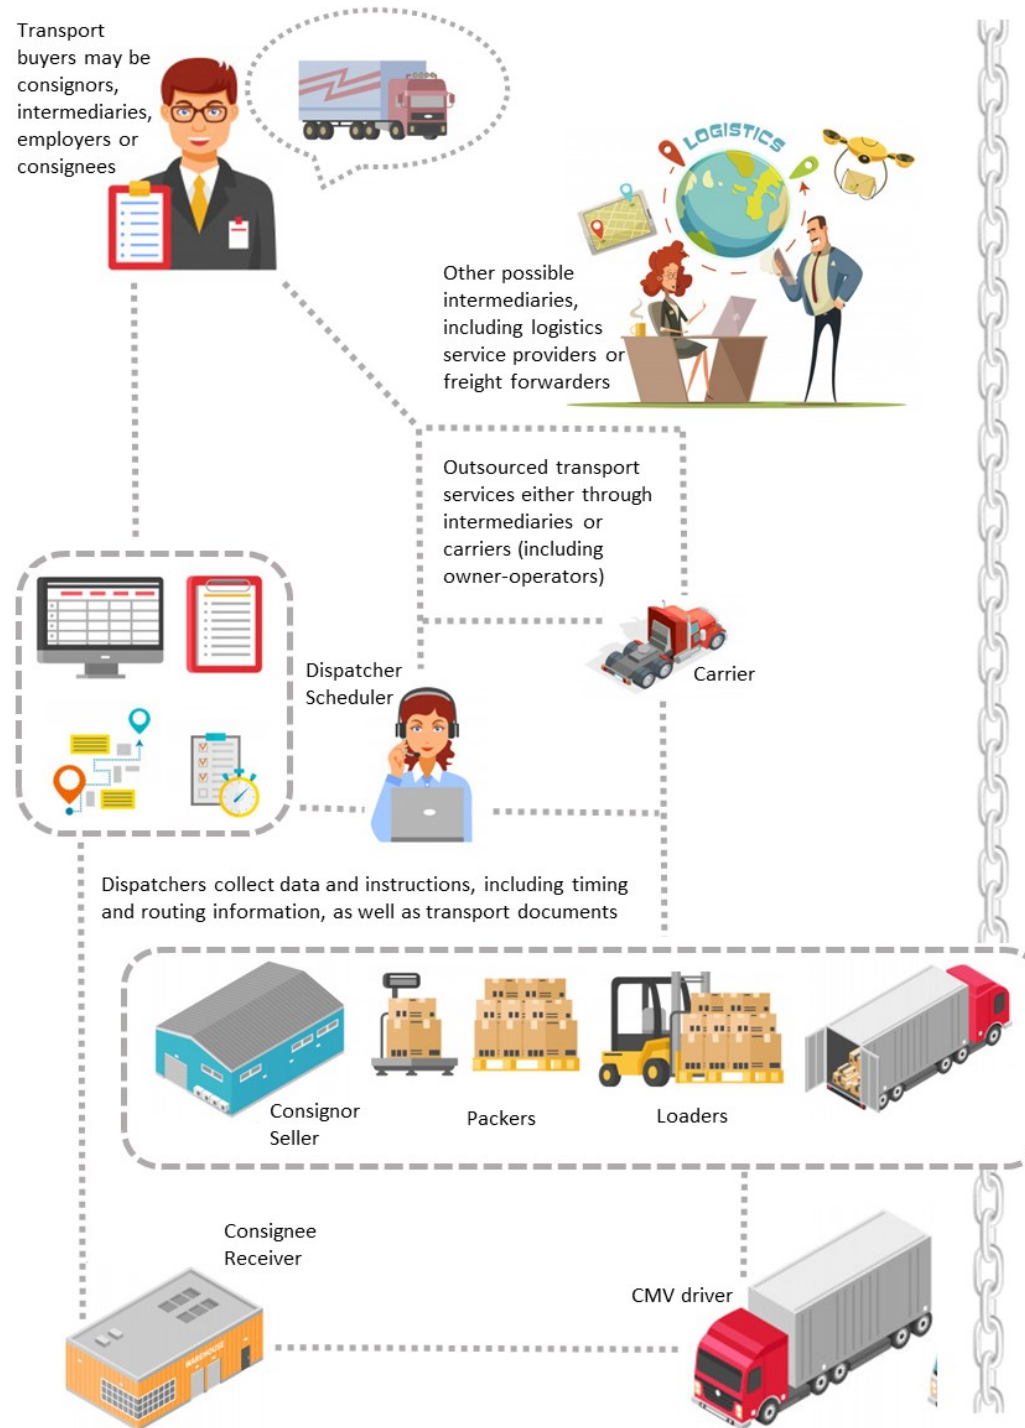 Transport
buyers may be
consignors,
intermediaries,
employers or
consignees
LOGISTICS
Other possible
intermediaries,
including logistics
service providers or
freight forwarders
Outsourced transport
services either through
intermediaries or
carriers (including
owner-operators)
Dispatcher
Scheduler
Carrier
Dispatchers collect data and instructions, including timing
and routing information, as well as transport documents
Consignor
Seller
Packers
Loaders
Consignee
Receiver
CMV driver
WAREHOUSE